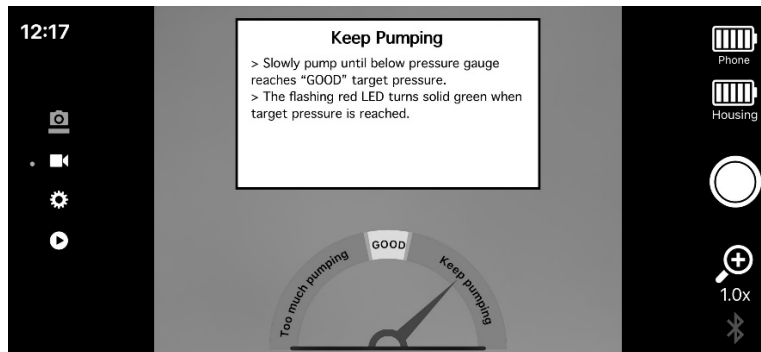 12:17
Keep Pumping
> Slowly pump until below pressure gauge
reaches “GOOD” target pressure.
> The flashing red LED turns solid green when
target pressure is reached.
Phone
Housing
Too much pumping
GOOD
Keep pumping
1.0x